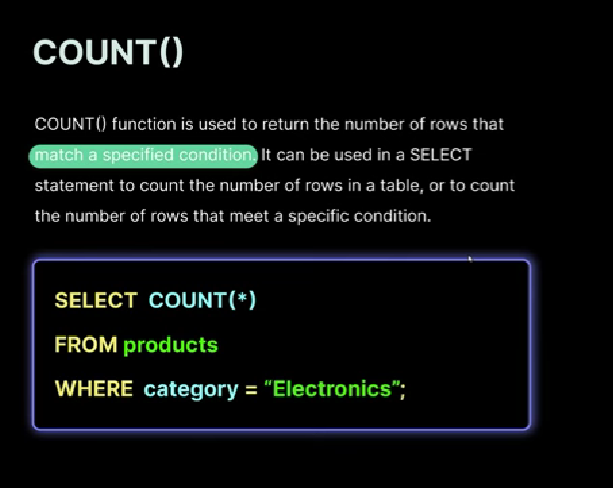 COUNT()
COUNT() function is used to return the number of rows that
match a specified condition. It can be used in a SELECT
statement to count the number of rows in a table, or to count
the number of rows that meet a specific condition.
SELECT COUNT(*)
FROM products
WHERE category = “Electronics”;